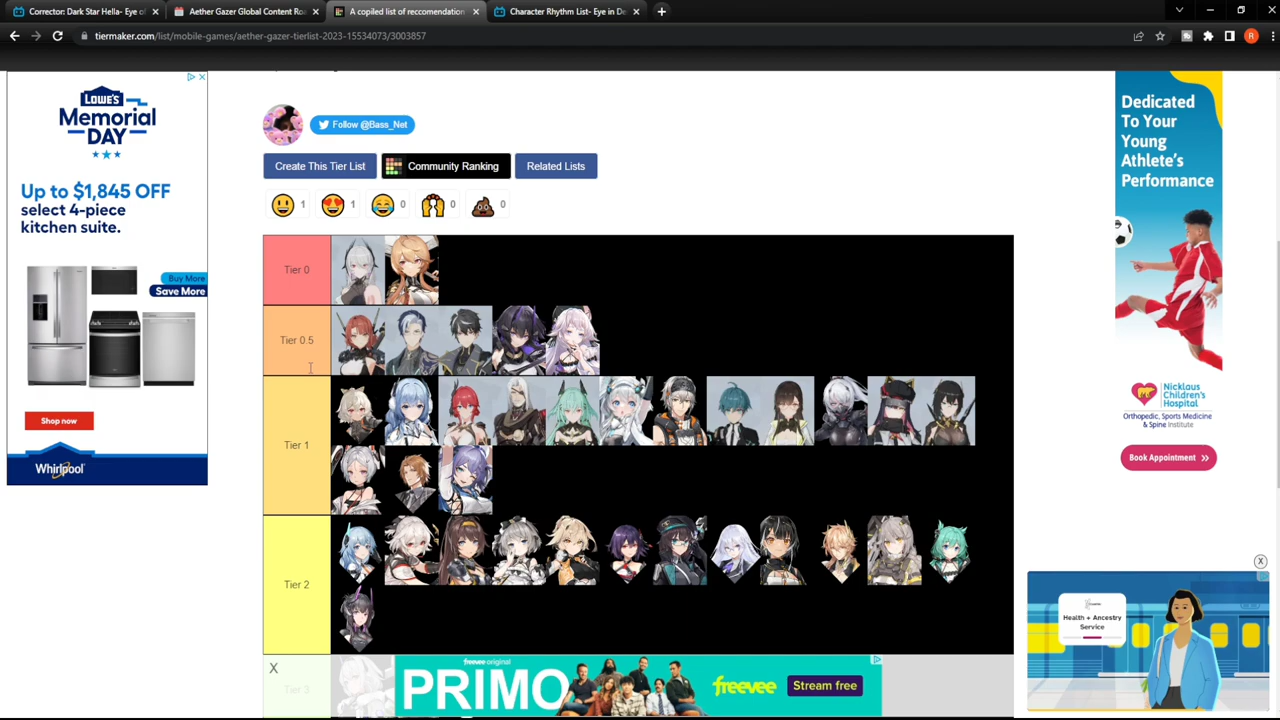 Corrector: Dark Star Hella- Eye of
Aether Gazer Global Content Ro
A copiled list of reccomendation
Character Rhythm List- Eye in De
tiermaker.com/list/mobile-games/aether-gazer-tierlist-2023-15534073/3003857
R
LOWE'S
Memorial
DAY
Up to $1,845 OFF
select 4-piece
kitchen suite.
Buy More
Save More
Shop now
Whirlpool
Follow @Bass_Net
Create This Tier List
Community Ranking
Related Lists
1
1
0
0
0
Tier 0
Tier 0.5
Tier 1
Tier 2
Tier 3
X
freevee original
PRIMO
freevee
Stream free
Dedicated
To Your
Young
Athlete's
Performance
Nicklaus
Children's
Hospital
Orthopedic, Sports Medicine
& Spine Institute
Book Appointment
X
Health + Ancestry
Service